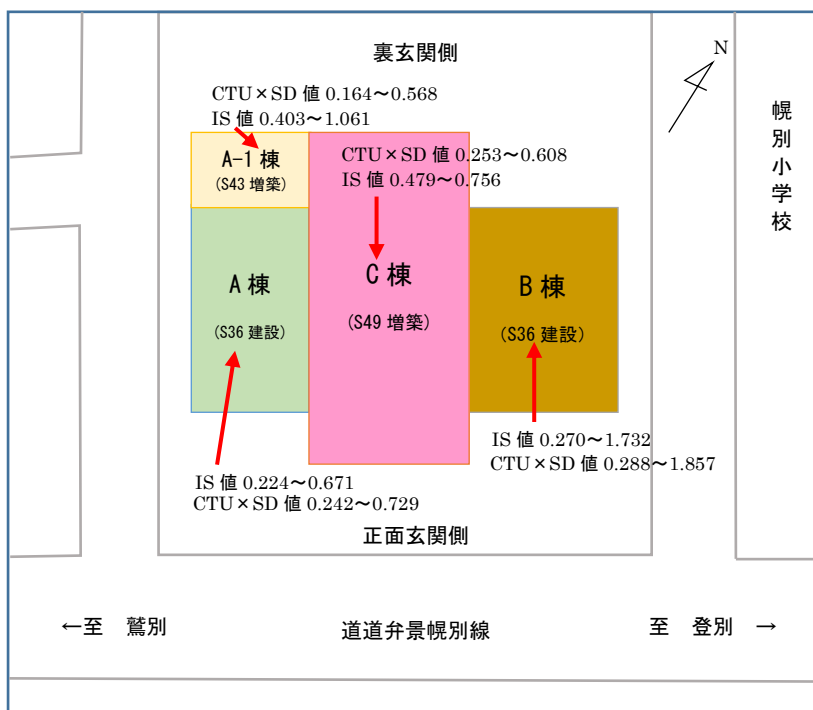 裏玄関側
N
CTU×SD 値 0.164～0.568
IS 値 0.403～1.061
A-1 棟
(S43 増築)
CTU×SD 値 0.253～0.608
IS 値 0.479～0.756
幌別小学校
A 棟
(S36 建設)
C 棟
(S49 増築)
B 棟
(S36 建設)
IS 値 0.270～1.732
CTU×SD 値 0.288～1.857
IS 値 0.224～0.671
CTU×SD 値 0.242～0.729
正面玄関側
←至 鷲別
道道弁景幌別線
至 登別 →